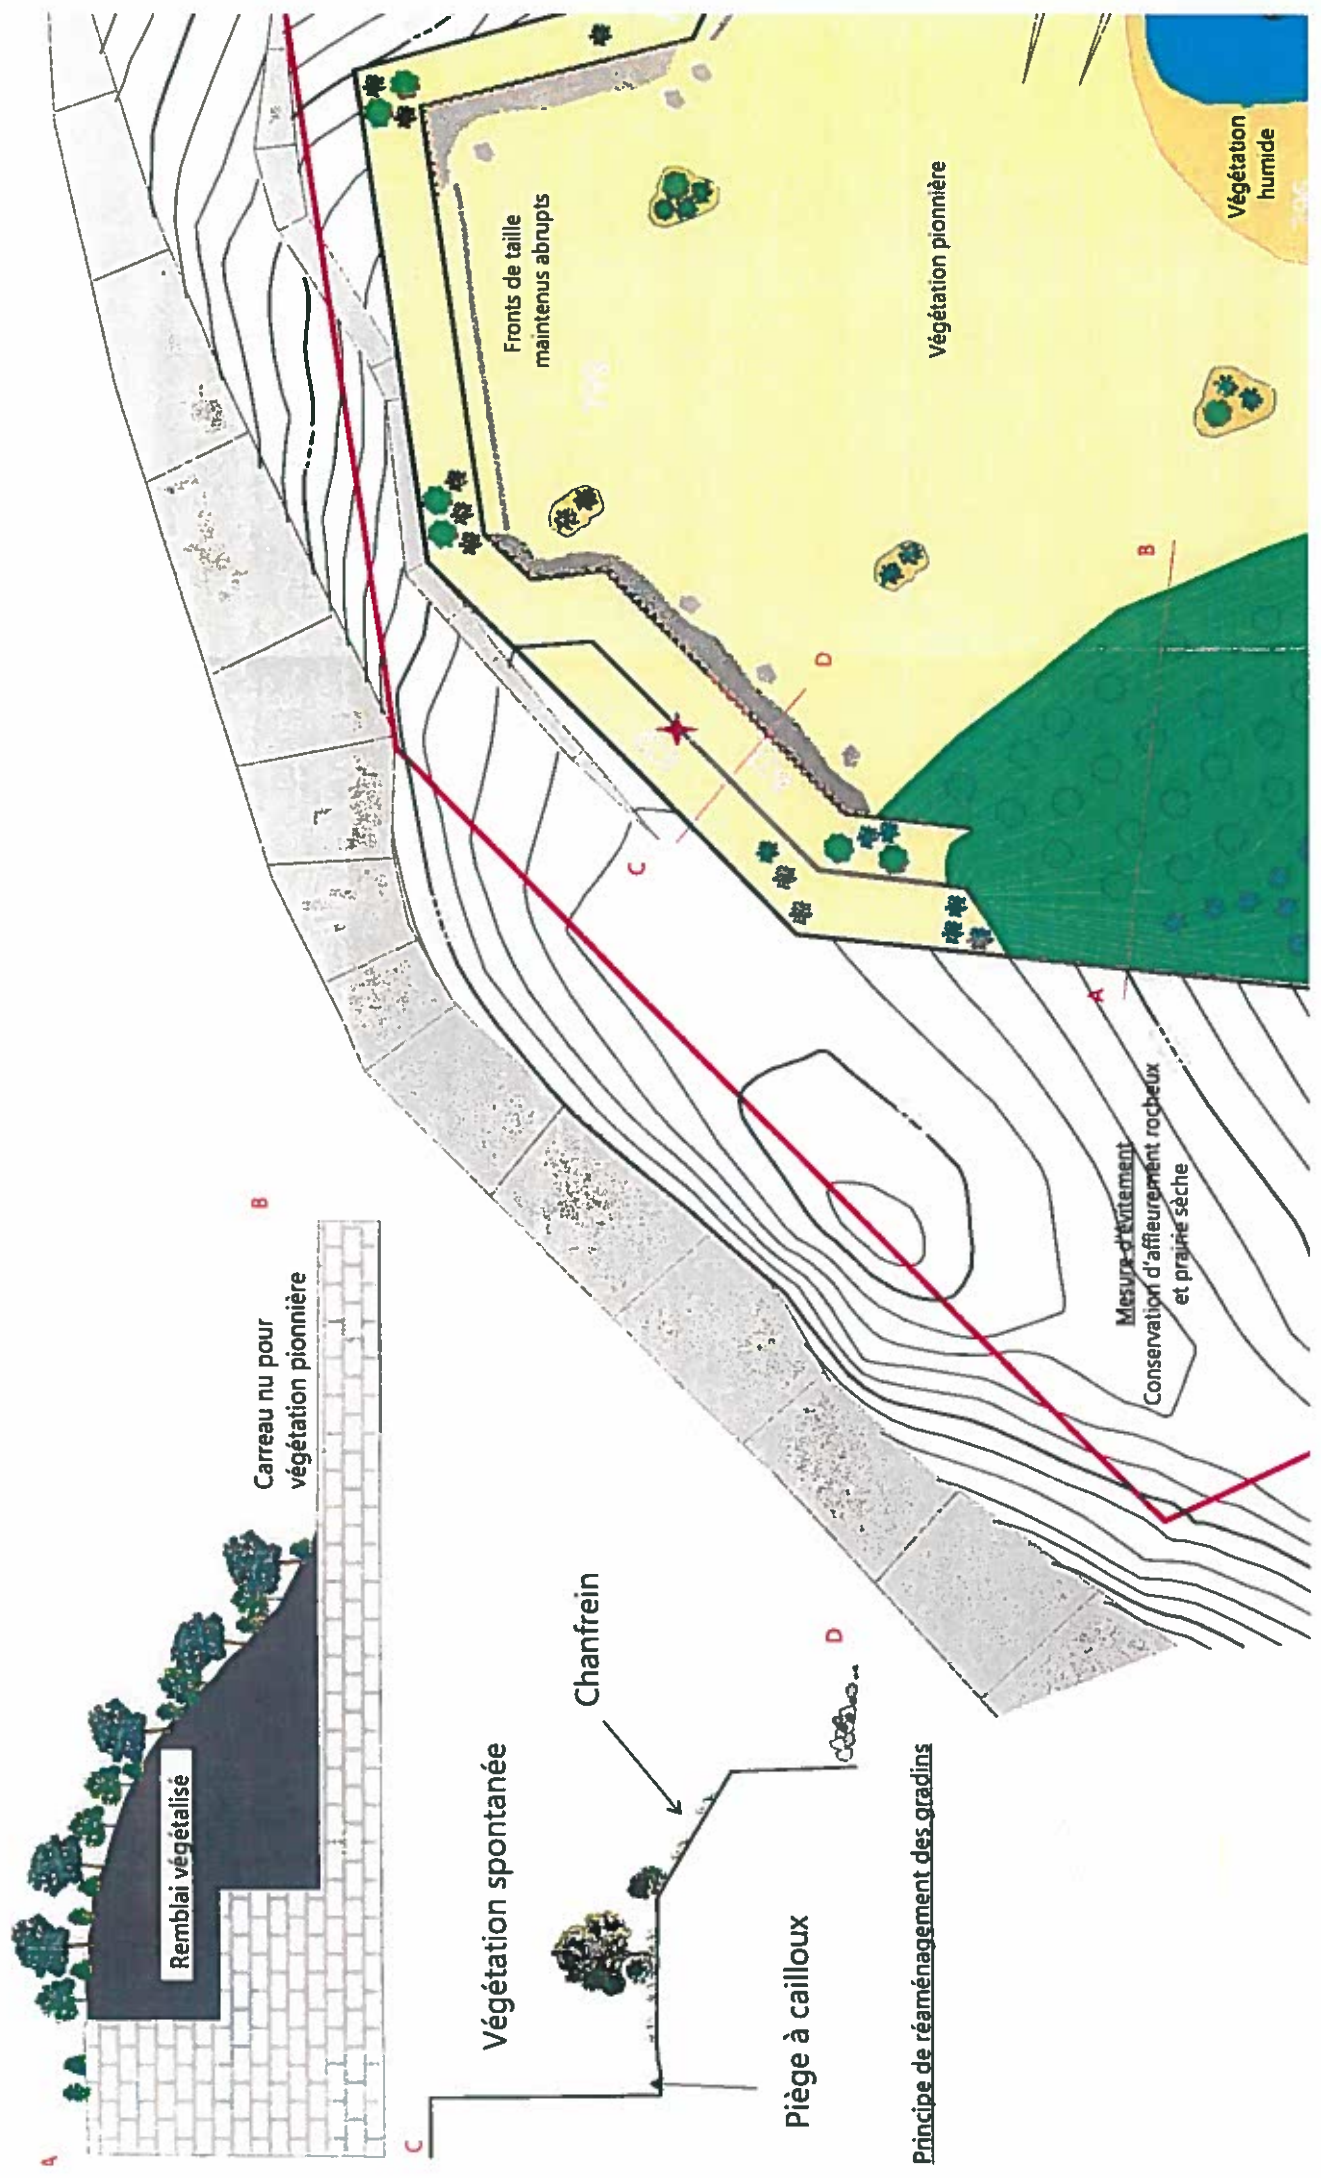 A
B
Carreau nu pour
végétation pionnière
Remblai végétalisé
C
Végétation spontanée
Chanfrein
D
Piège à cailloux
Principe de réaménagement des gradins
Fronts de taille
maintenus abrupts
Végétation pionnière
Végétation
humide
C
D
A
B
Mesure d'évitement
Conservation d'affleurement rocheux
et prairie sèche